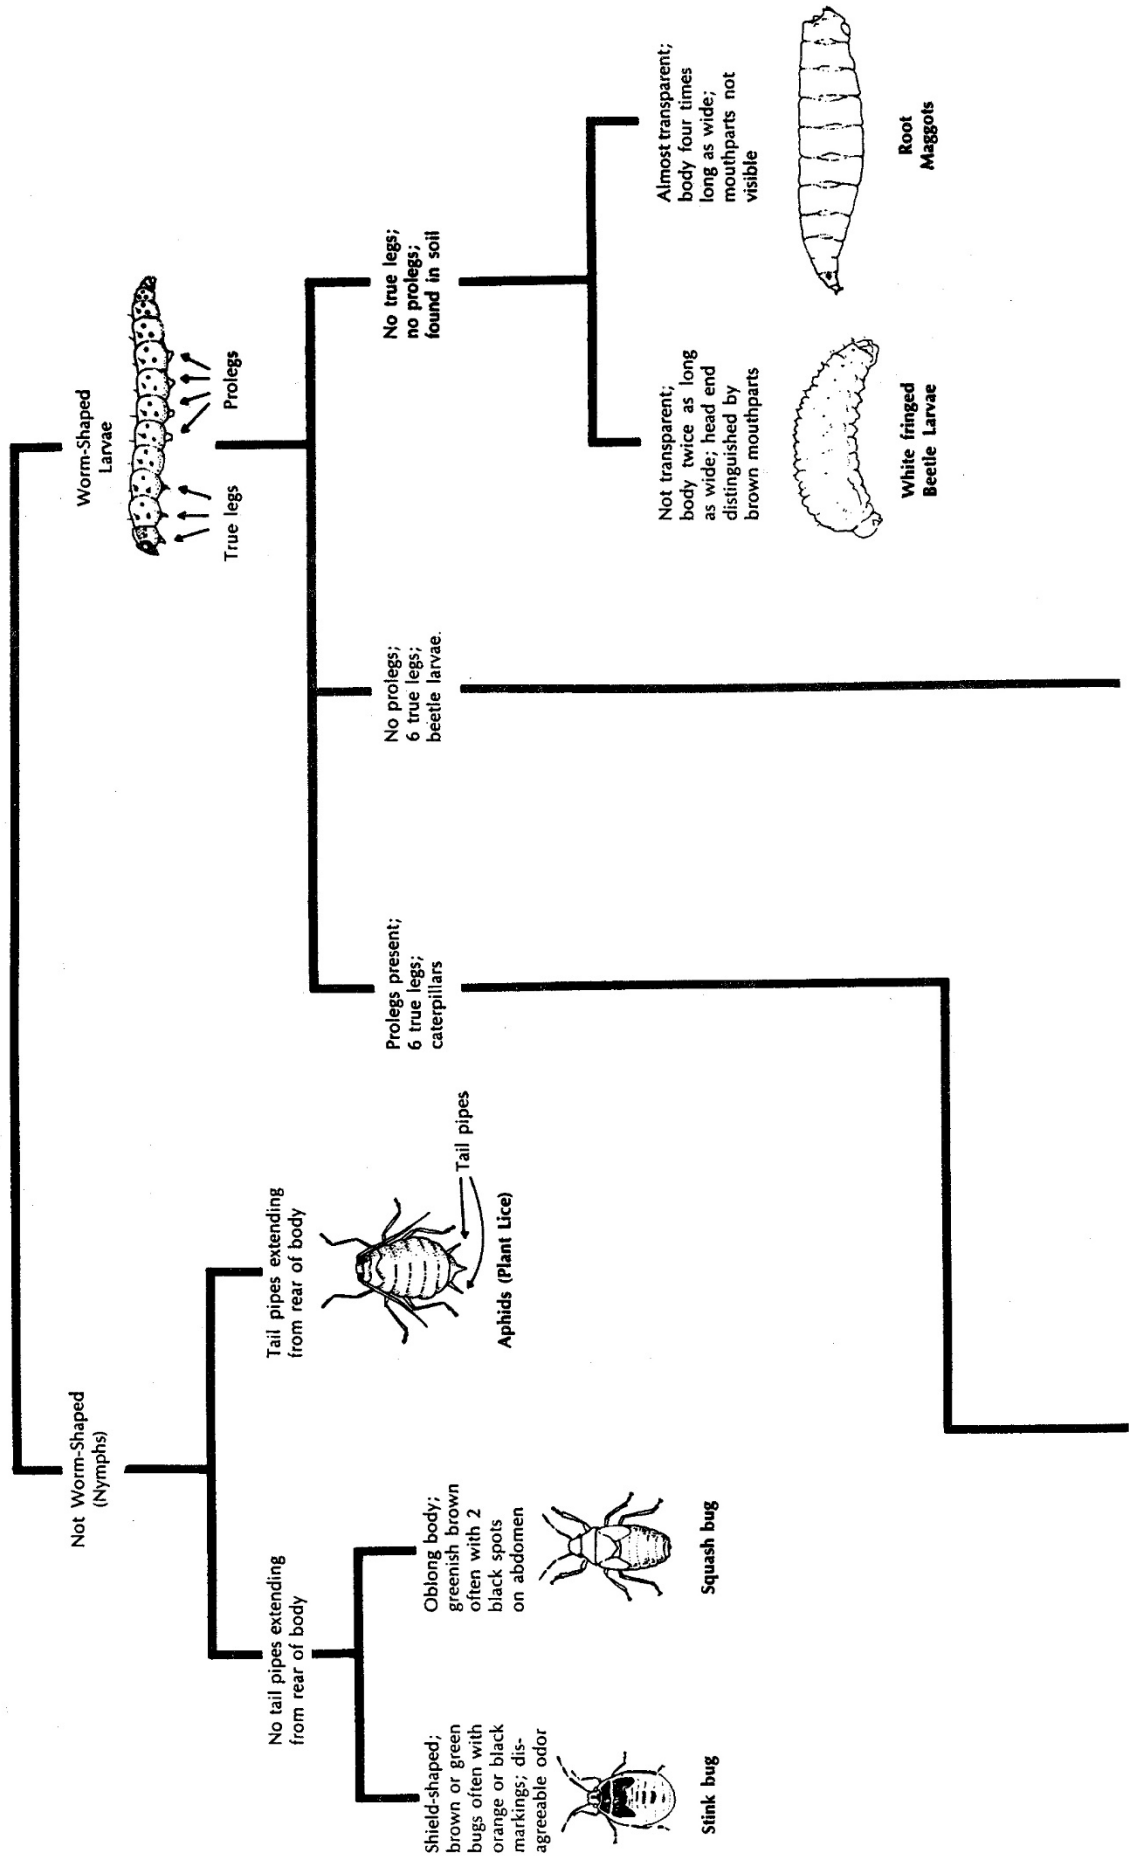 Not Worm-Shaped
(Nymphs)
No tail pipes extending
from rear of body
Shield-shaped;
brown or green
bugs often with
orange or black
markings; dis-
agreeable odor
Stink bug
Oblong body;
greenish brown
often with 2
black spots
on abdomen
Squash bug
Tail pipes extending
from rear of body
Tail pipes
Aphids (Plant Lice)
Worm-Shaped
Larvae
True legs
Prolegs
Prolegs present;
6 true legs;
caterpillars
No prolegs;
6 true legs;
beetle larvae.
No true legs;
no prolegs;
found in soil
Not transparent;
body twice as long
as wide; head end
distinguished by
brown mouthparts
White fringed
Beetle Larvae
Almost transparent;
body four times
long as wide;
mouthparts not
visible
Root
Maggots